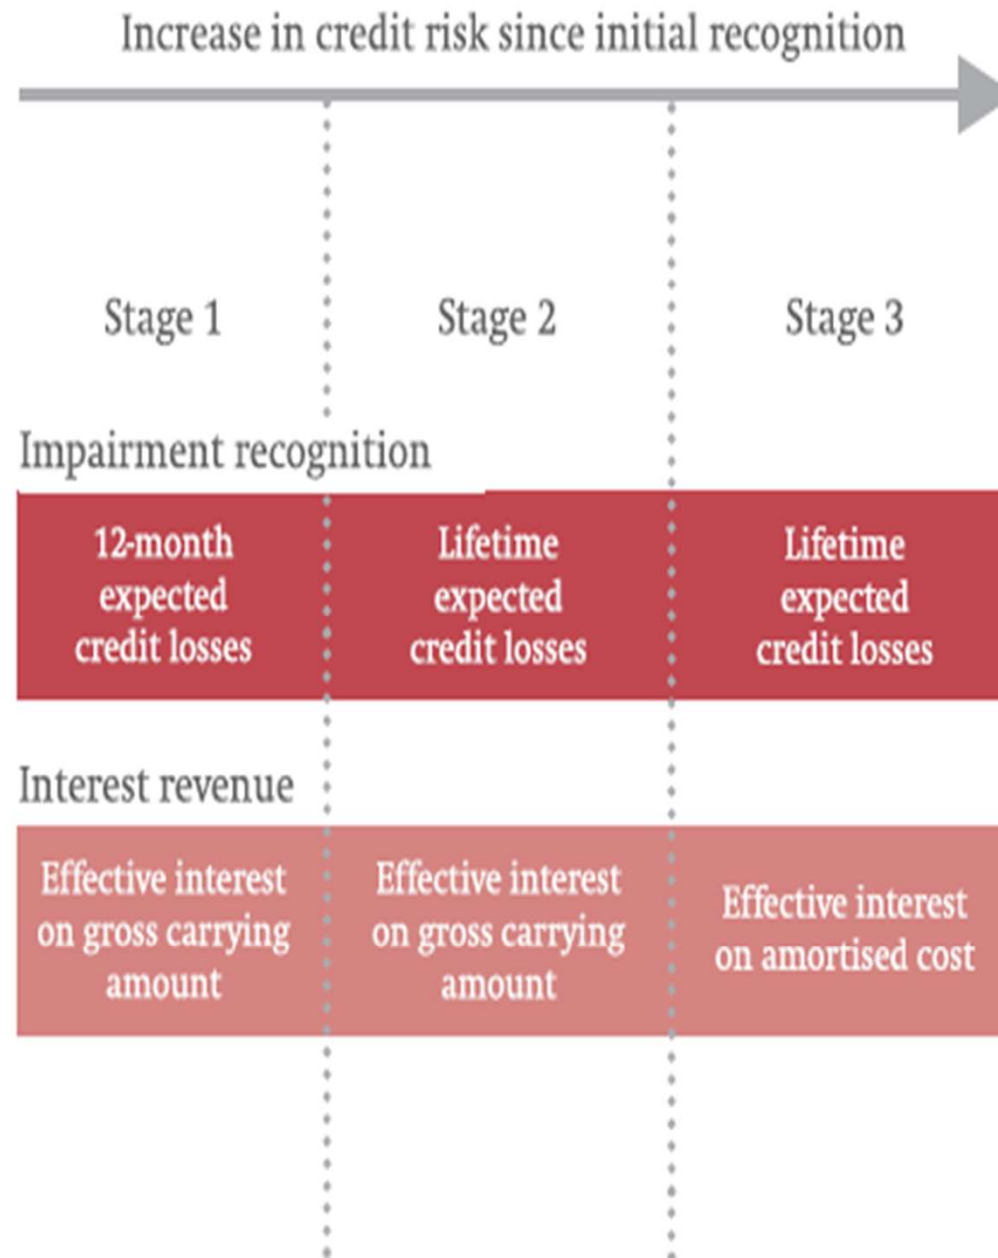 Increase in credit risk since initial recognition
Stage 1
Stage 2
Stage 3
Impairment recognition
12-month
expected
credit losses
Lifetime
expected
credit losses
Lifetime
expected
credit losses
Interest revenue
Effective interest
on gross carrying
amount
Effective interest
on gross carrying
amount
Effective interest
on amortised cost